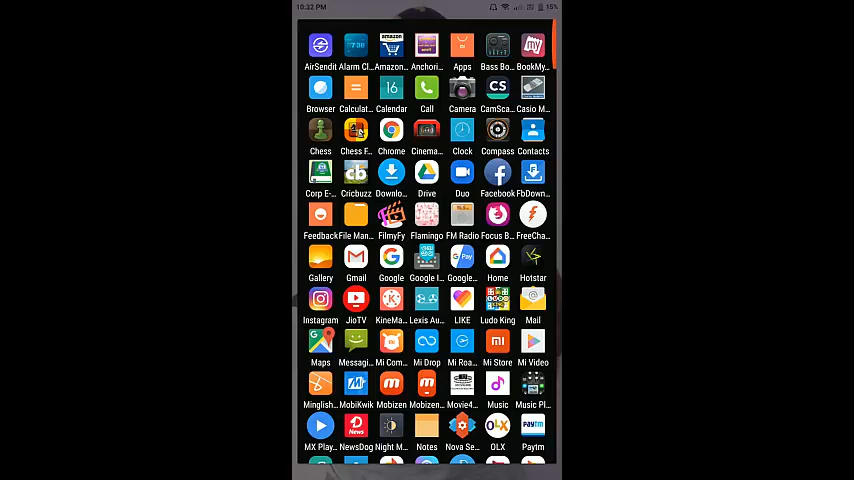 10:32 PM 15%
AirSendit Alarm Cl... Amazon... Anchori... Apps Bass Bo... BookMy...
Browser Calculat... Calendar Call Camera CamSca... Casio M...
Chess Chess F... Chrome Cinema... Clock Compass Contacts
Corp E-... Cricbuzz Downlo... Drive Duo Facebook FbDown...
Feedback File Man... FilmyFy Flamingo FM Radio Focus B... FreeCha...
Gallery Gmail Google Google I... Google... Home Hotstar
Instagram JioTV KineMa... Lexis Au... LIKE Ludo King Mail
Maps Messagi... Mi Com... Mi Drop Mi Roa... Mi Store Mi Video
Minglish... MobiKwik Mobizen Mobizen... Movie4... Music Music Pl...
MX Play... NewsDog Night M... Notes Nova Se... OLX Paytm